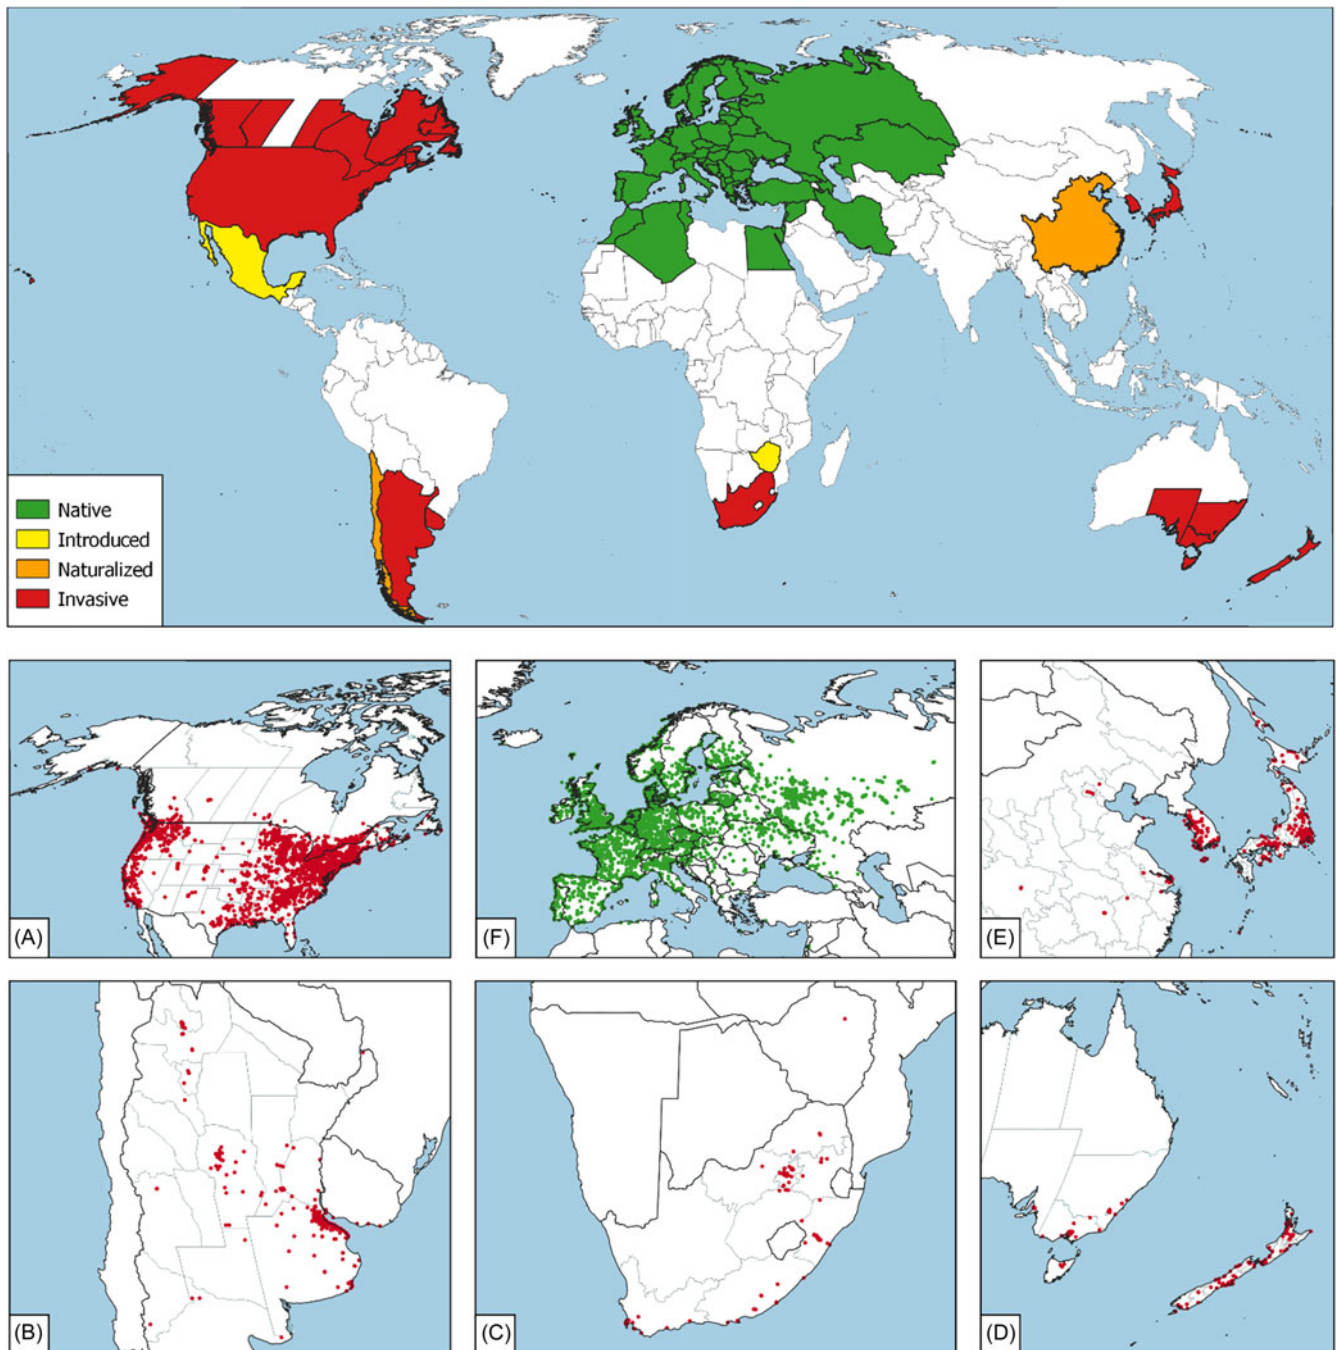 Native
Introduced
Naturalized
Invasive
(A)
(F)
(E)
(B)
(C)
(D)